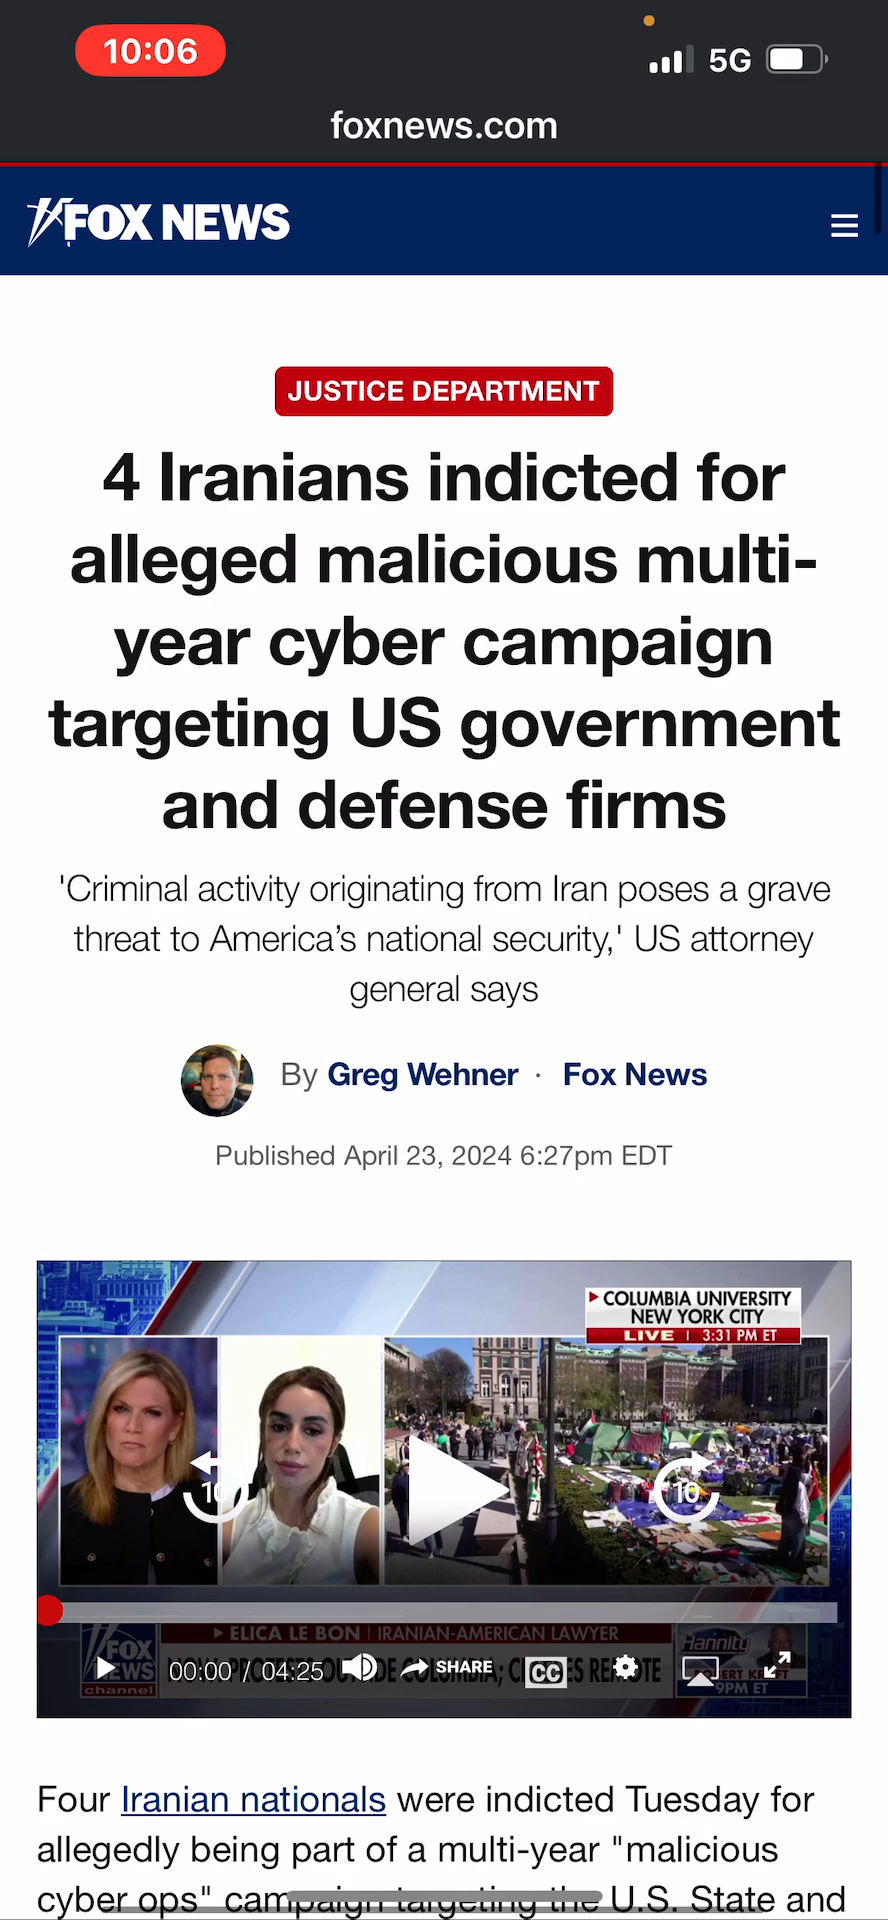 10:06
5G
foxnews.com
FOX NEWS
JUSTICE DEPARTMENT
4 Iranians indicted for
alleged malicious multi-
year cyber campaign
targeting US government
and defense firms
'Criminal activity originating from Iran poses a grave
threat to America's national security,' US attorney
general says
By Greg Wehner · Fox News
Published April 23, 2024 6:27pm EDT
COLUMBIA UNIVERSITY
NEW YORK CITY
LIVE | 3:31 PM ET
10
10
ELICA LE BON | IRANIAN-AMERICAN LAWYER
FOX
NEWS
channel
00:00 / 04:25
SHARE
CC
Hannity
9PM ET
Four Iranian nationals were indicted Tuesday for
allegedly being part of a multi-year "malicious
cyber ops" campaign targeting the U.S. State and